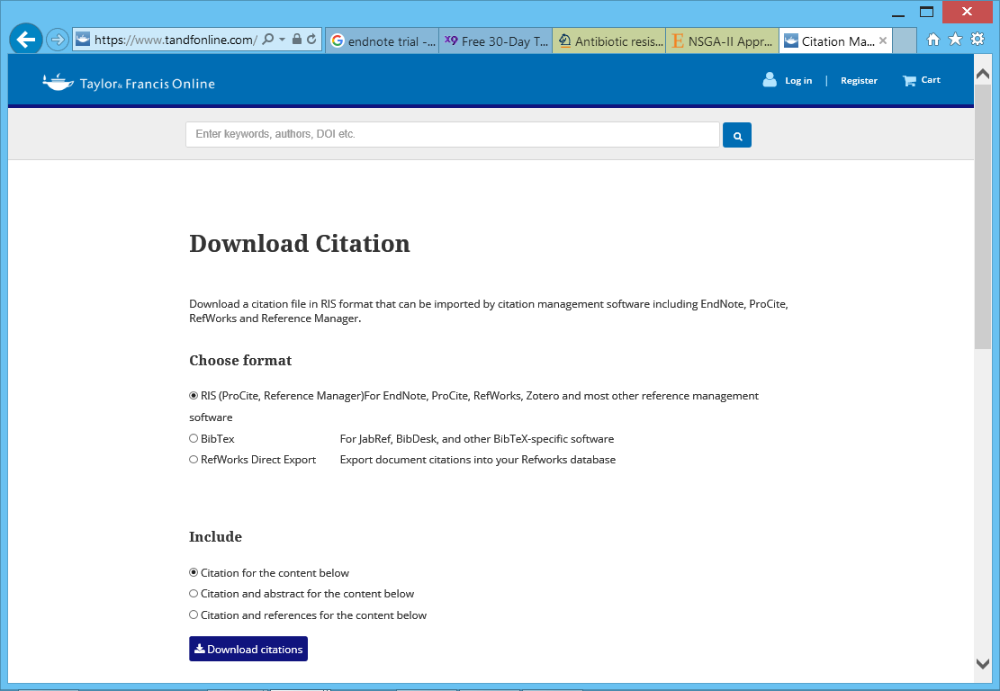 https://www.tandfonline.com/
endnote trial -...
Free 30-Day T...
Antibiotic resis...
NSGA-II Appr...
Citation Ma...
Taylor & Francis Online
Log in | Register Cart
Enter keywords, authors, DOI etc.
Download Citation
Download a citation file in RIS format that can be imported by citation management software including EndNote, ProCite,
RefWorks and Reference Manager.
Choose format
RIS (ProCite, Reference Manager)For EndNote, ProCite, RefWorks, Zotero and most other reference management
software
BibTex For JabRef, BibDesk, and other BibTeX-specific software
RefWorks Direct Export Export document citations into your Refworks database
Include
Citation for the content below
Citation and abstract for the content below
Citation and references for the content below
Download citations